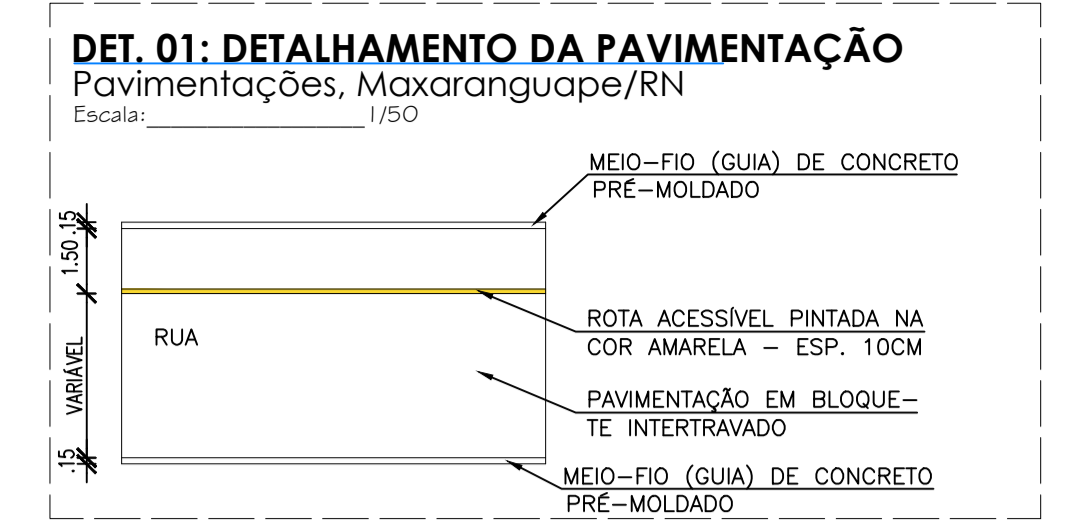 DET. 01: DETALHAMENTO DA PAVIMENTAÇÃO
Pavimentações, Maxaranguape/RN
Escala:__________________1/50
MEIO-FIO (GUIA) DE CONCRETO
PRÉ-MOLDADO
.15
1.50
RUA
ROTA ACESSÍVEL PINTADA NA
COR AMARELA - ESP. 10CM
VARIÁVEL
PAVIMENTAÇÃO EM BLOQUE-
TE INTERTRAVADO
.15
MEIO-FIO (GUIA) DE CONCRETO
PRÉ-MOLDADO